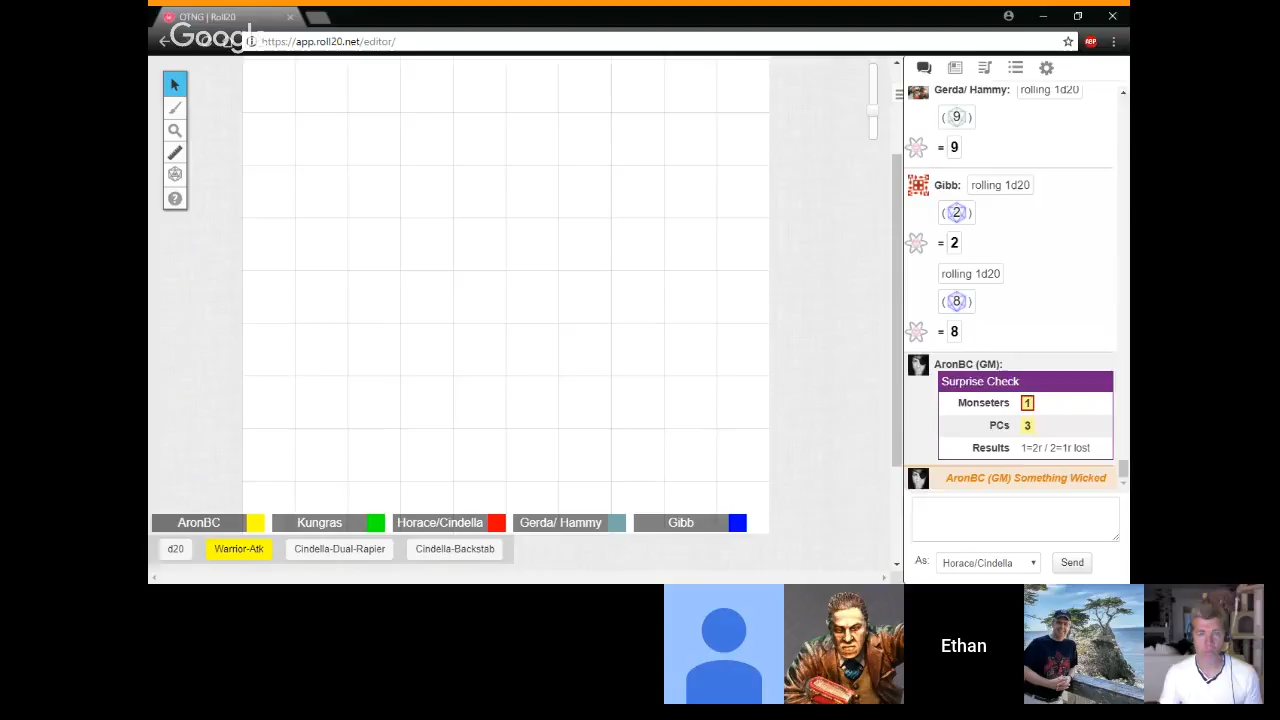 OTNG | Roll20
Google
https://app.roll20.net/editor/
ABP
Gerda/ Hammy: rolling 1d20
( 9 )
= 9
Gibb: rolling 1d20
( 2 )
= 2
rolling 1d20
( 8 )
= 8
AronBC (GM):
Surprise Check
Monseters 1
PCs 3
Results 1=2r / 2=1r lost
AronBC (GM) Something Wicked
AronBC Kungras Horace/Cindella Gerda/ Hammy Gibb
d20 Warrior-Atk Cindella-Dual-Rapier Cindella-Backstab
As: Horace/Cindella Send
Ethan